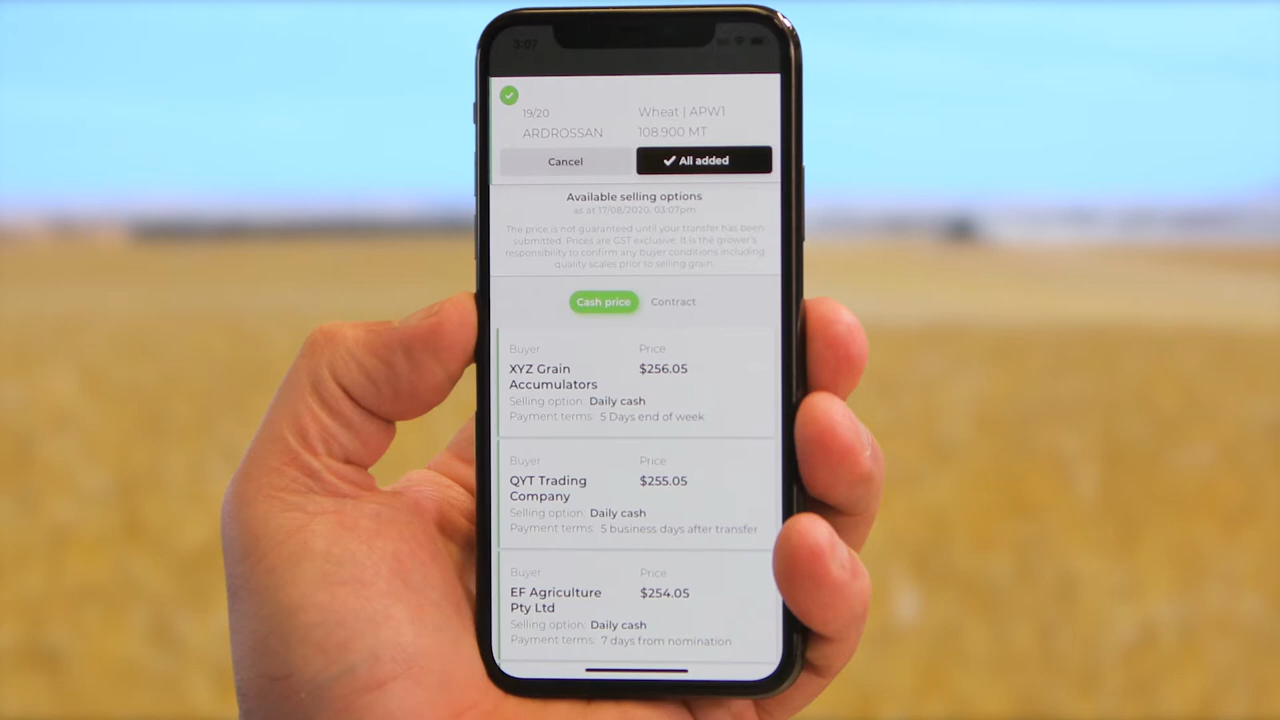 3:07
19/20
Wheat | APW1
ARDROSSAN
108.900 MT
Cancel
All added
Available selling options
as at 17/08/2020, 03:07pm
The price is not guaranteed until your transfer has been
submitted. Prices are GST exclusive. It is the grower's
responsibility to confirm any buyer conditions including
quality scales prior to selling grain.
Cash price
Contract
Buyer
Price
XYZ Grain
Accumulators
$256.05
Selling option: Daily cash
Payment terms: 5 Days end of week
Buyer
Price
QYT Trading
Company
$255.05
Selling option: Daily cash
Payment terms: 5 business days after transfer
Buyer
Price
EF Agriculture
Pty Ltd
$254.05
Selling option: Daily cash
Payment terms: 7 days from nomination